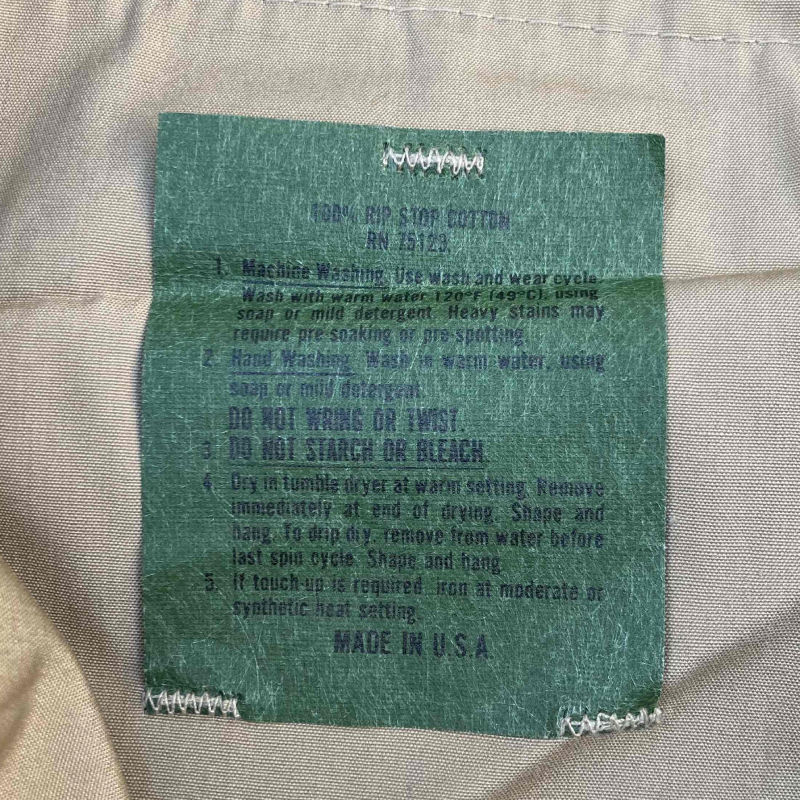 100% RIP STOP COTTON
RN 75123
1. Machine Washing. Use wash and wear cycle.
Wash with warm water 120°F (49°C), using
soap or mild detergent. Heavy stains may
require pre-soaking or pre-spotting.
2. Hand Washing. Wash in warm water, using
soap or mild detergent
DO NOT WRING OR TWIST.
3. DO NOT STARCH OR BLEACH.
4. Dry in tumble dryer at warm setting. Remove
immediately at end of drying. Shape and
hang. To drip dry, remove from water before
last spin cycle. Shape and hang.
5. If touch-up is required, iron at moderate or
synthetic heat setting.
MADE IN U.S.A.